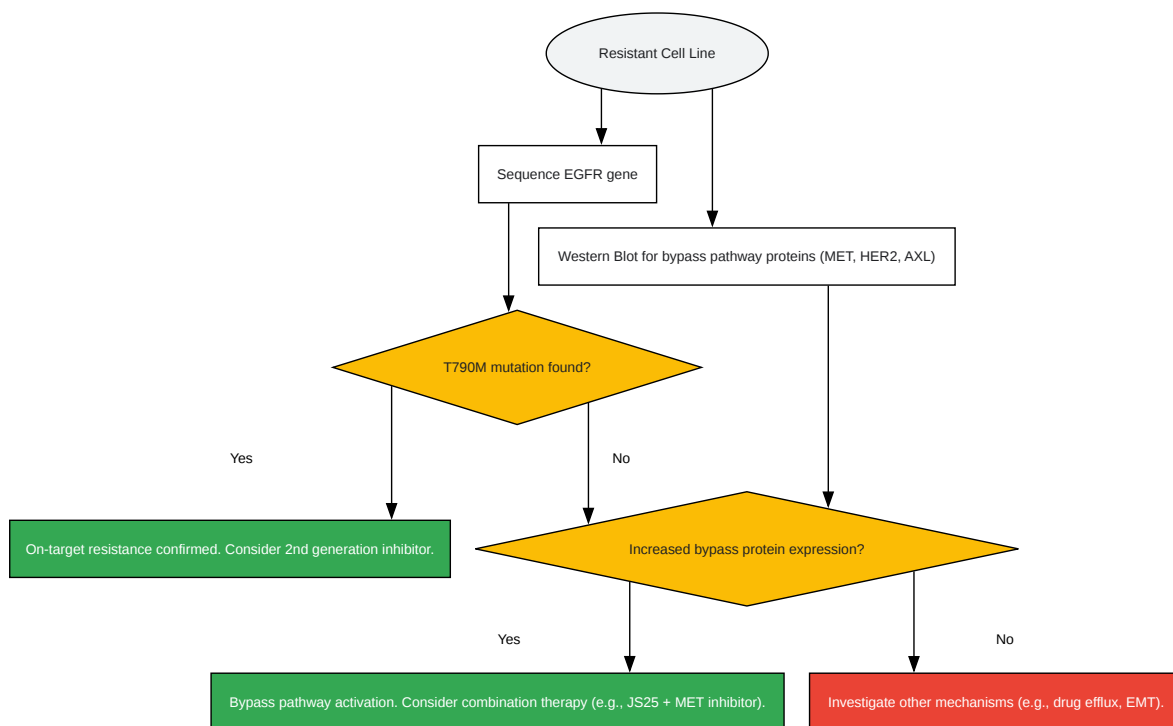 Resistant Cell Line
Sequence EGFR gene
Western Blot for bypass pathway proteins (MET, HER2, AXL)
T790M mutation found?
Yes
No
On-target resistance confirmed. Consider 2nd generation inhibitor.
Increased bypass protein expression?
Yes
No
Bypass pathway activation. Consider combination therapy (e.g., JS25 + MET inhibitor).
Investigate other mechanisms (e.g., drug efflux, EMT).